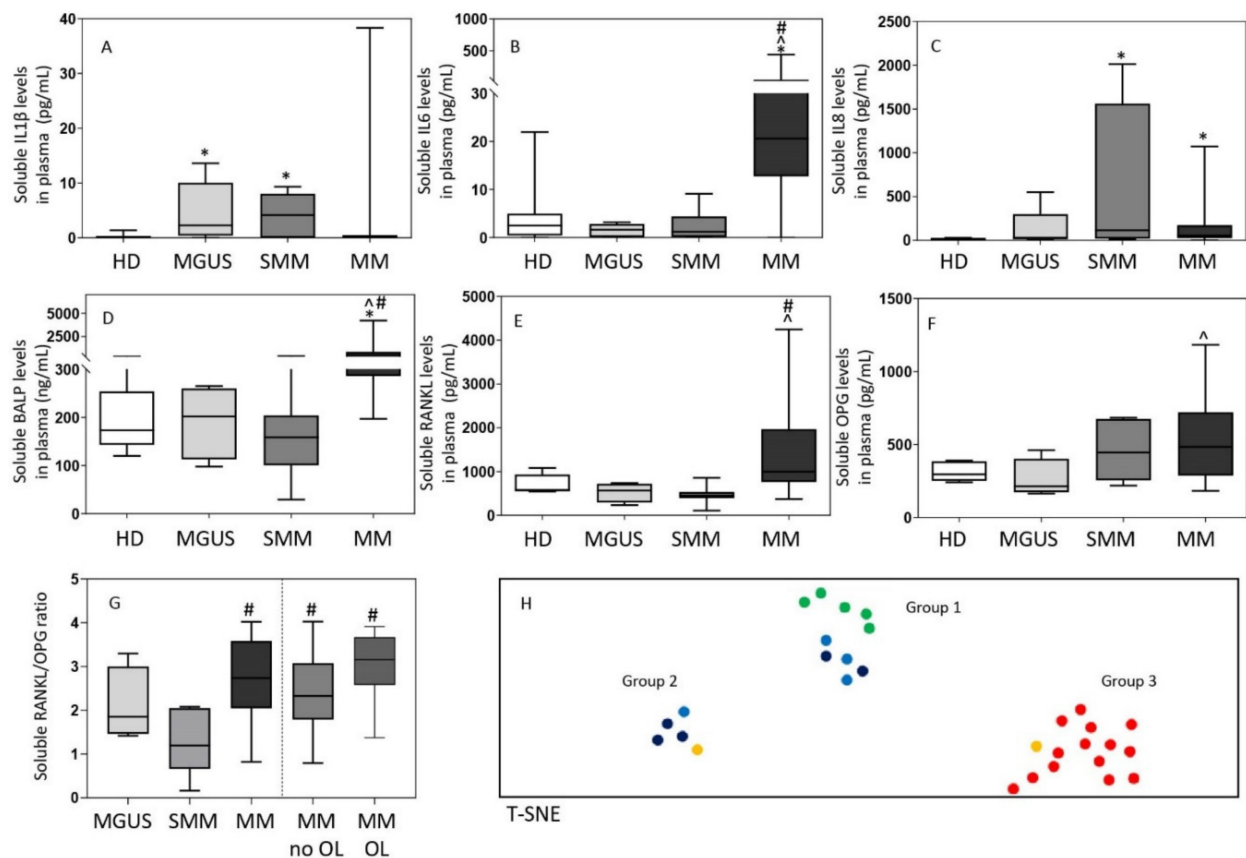 A
Soluble IL1β levels
in plasma (pg/mL)
40
30
20
10
0
*
*
HD MGUS SMM MM
B
Soluble IL6 levels
in plasma (pg/mL)
1000
500
30
20
10
0
#
^
*
HD MGUS SMM MM
C
Soluble IL8 levels
in plasma (pg/mL)
2500
2000
1500
1000
500
0
*
*
HD MGUS SMM MM
D
Soluble BALP levels
in plasma (ng/mL)
5000
2500
300
200
100
0
^ #
*
HD MGUS SMM MM
E
Soluble RANKL levels
in plasma (pg/mL)
5000
4000
3000
2000
1000
0
#
^
HD MGUS SMM MM
F
Soluble OPG levels
in plasma (pg/mL)
1500
1000
500
0
^
HD MGUS SMM MM
G
Soluble RANKL/OPG ratio
5
4
3
2
1
0
# # #
MGUS SMM MM MM MM
no OL OL
H
Group 1
Group 2
Group 3
T-SNE